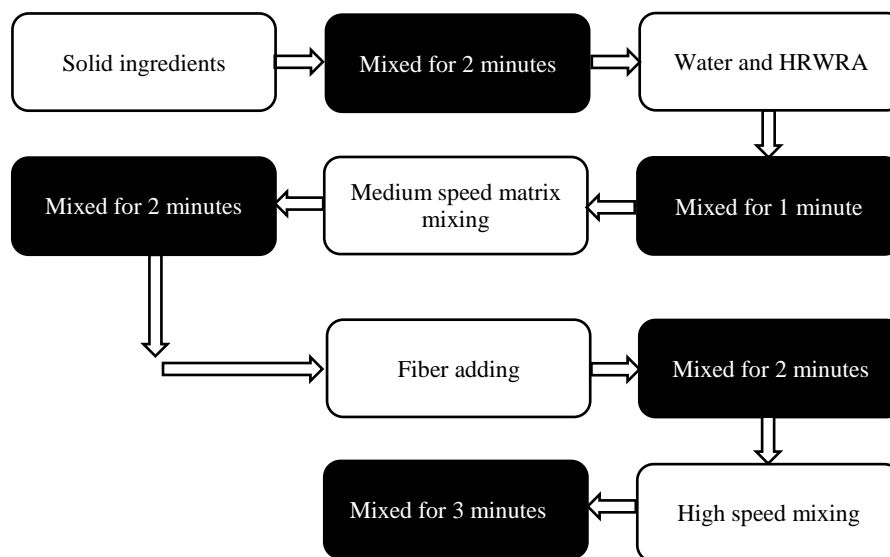 Solid ingredients
Mixed for 2 minutes
Water and HRWRA
Mixed for 1 minute
Medium speed matrix
mixing
Mixed for 2 minutes
Fiber adding
Mixed for 2 minutes
High speed mixing
Mixed for 3 minutes